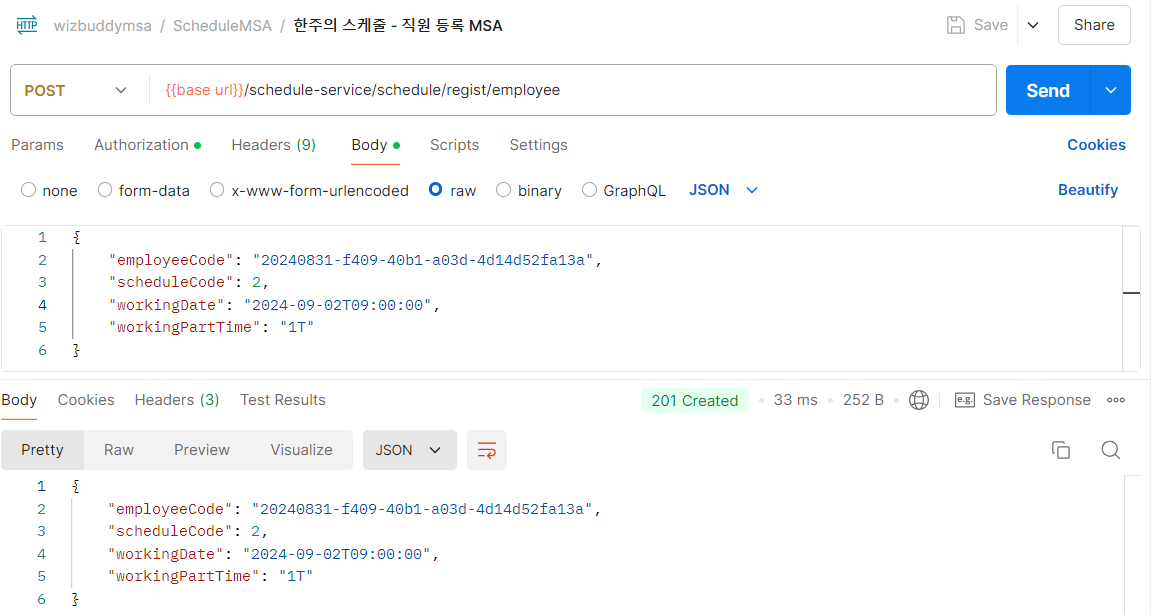 HTTP wizbuddymsa / ScheduleMSA / 한주의 스케줄 - 직원 등록 MSA Save Share
POST {{base url}}/schedule-service/schedule/regist/employee Send
Params Authorization Headers (9) Body Scripts Settings Cookies
none form-data x-www-form-urlencoded raw binary GraphQL JSON Beautify
1 {
2 "employeeCode": "20240831-f409-40b1-a03d-4d14d52fa13a",
3 "scheduleCode": 2,
4 "workingDate": "2024-09-02T09:00:00",
5 "workingPartTime": "1T"
6 }
Body Cookies Headers (3) Test Results 201 Created 33 ms 252 B e.g. Save Response
Pretty Raw Preview Visualize JSON
1 {
2 "employeeCode": "20240831-f409-40b1-a03d-4d14d52fa13a",
3 "scheduleCode": 2,
4 "workingDate": "2024-09-02T09:00:00",
5 "workingPartTime": "1T"
6 }